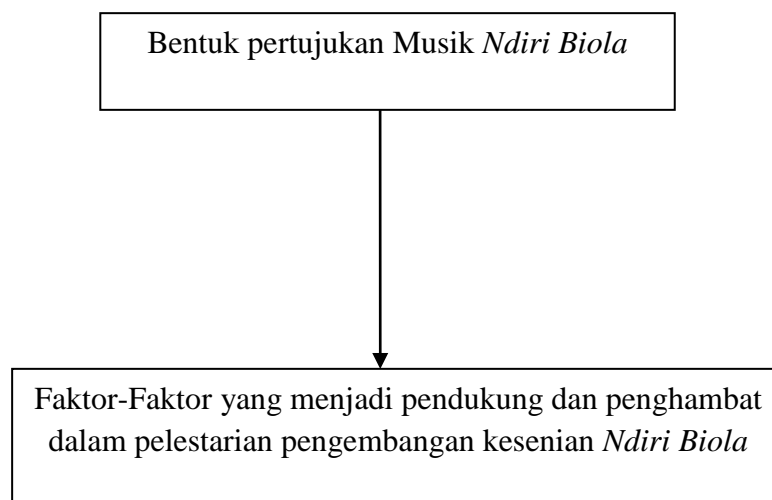 Bentuk pertujukan Musik Ndiri Biola
Faktor-Faktor yang menjadi pendukung dan penghambat
dalam pelestarian pengembangan kesenian Ndiri Biola